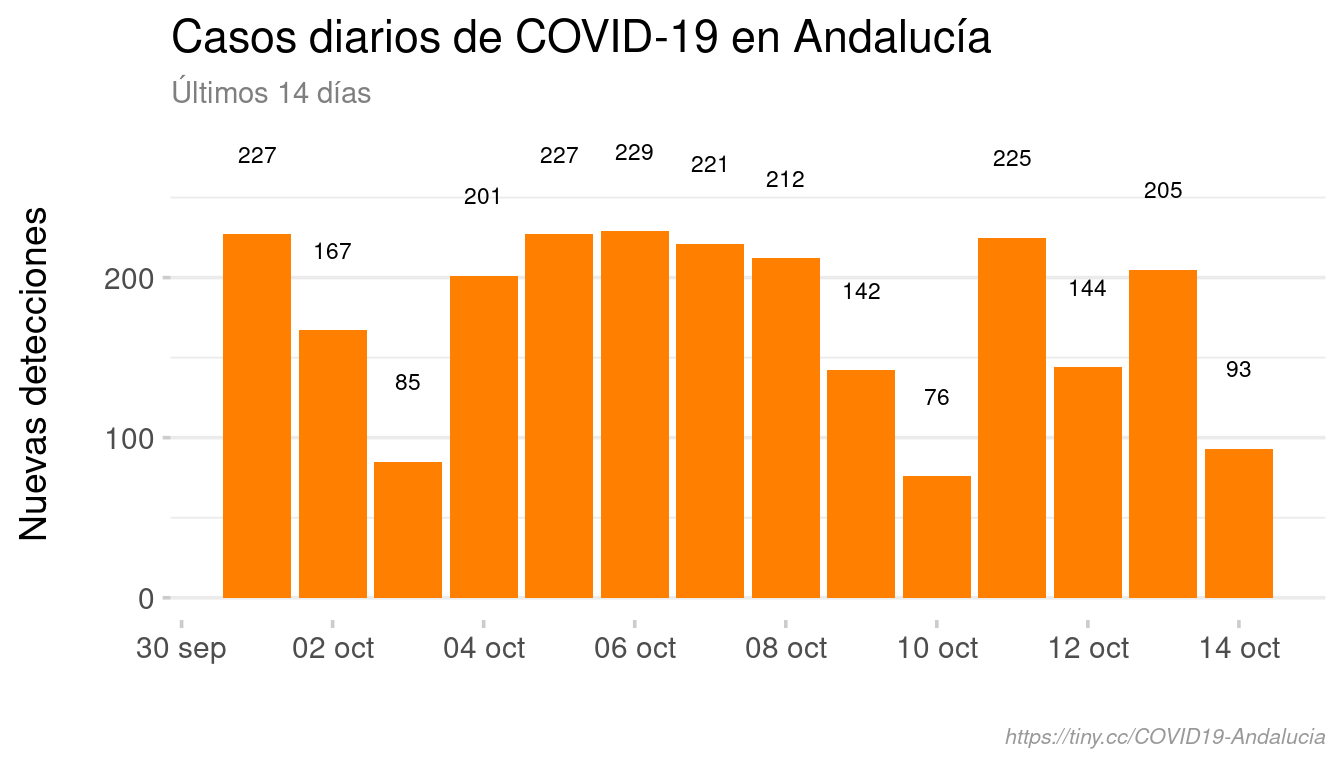 Casos diarios de COVID-19 en Andalucía
Últimos 14 días
Nuevas detecciones
227
167
85
201
227
229
221
212
142
76
225
144
205
93
200
100
0
30 sep
02 oct
04 oct
06 oct
08 oct
10 oct
12 oct
14 oct
https://tiny.cc/COVID19-Andalucia